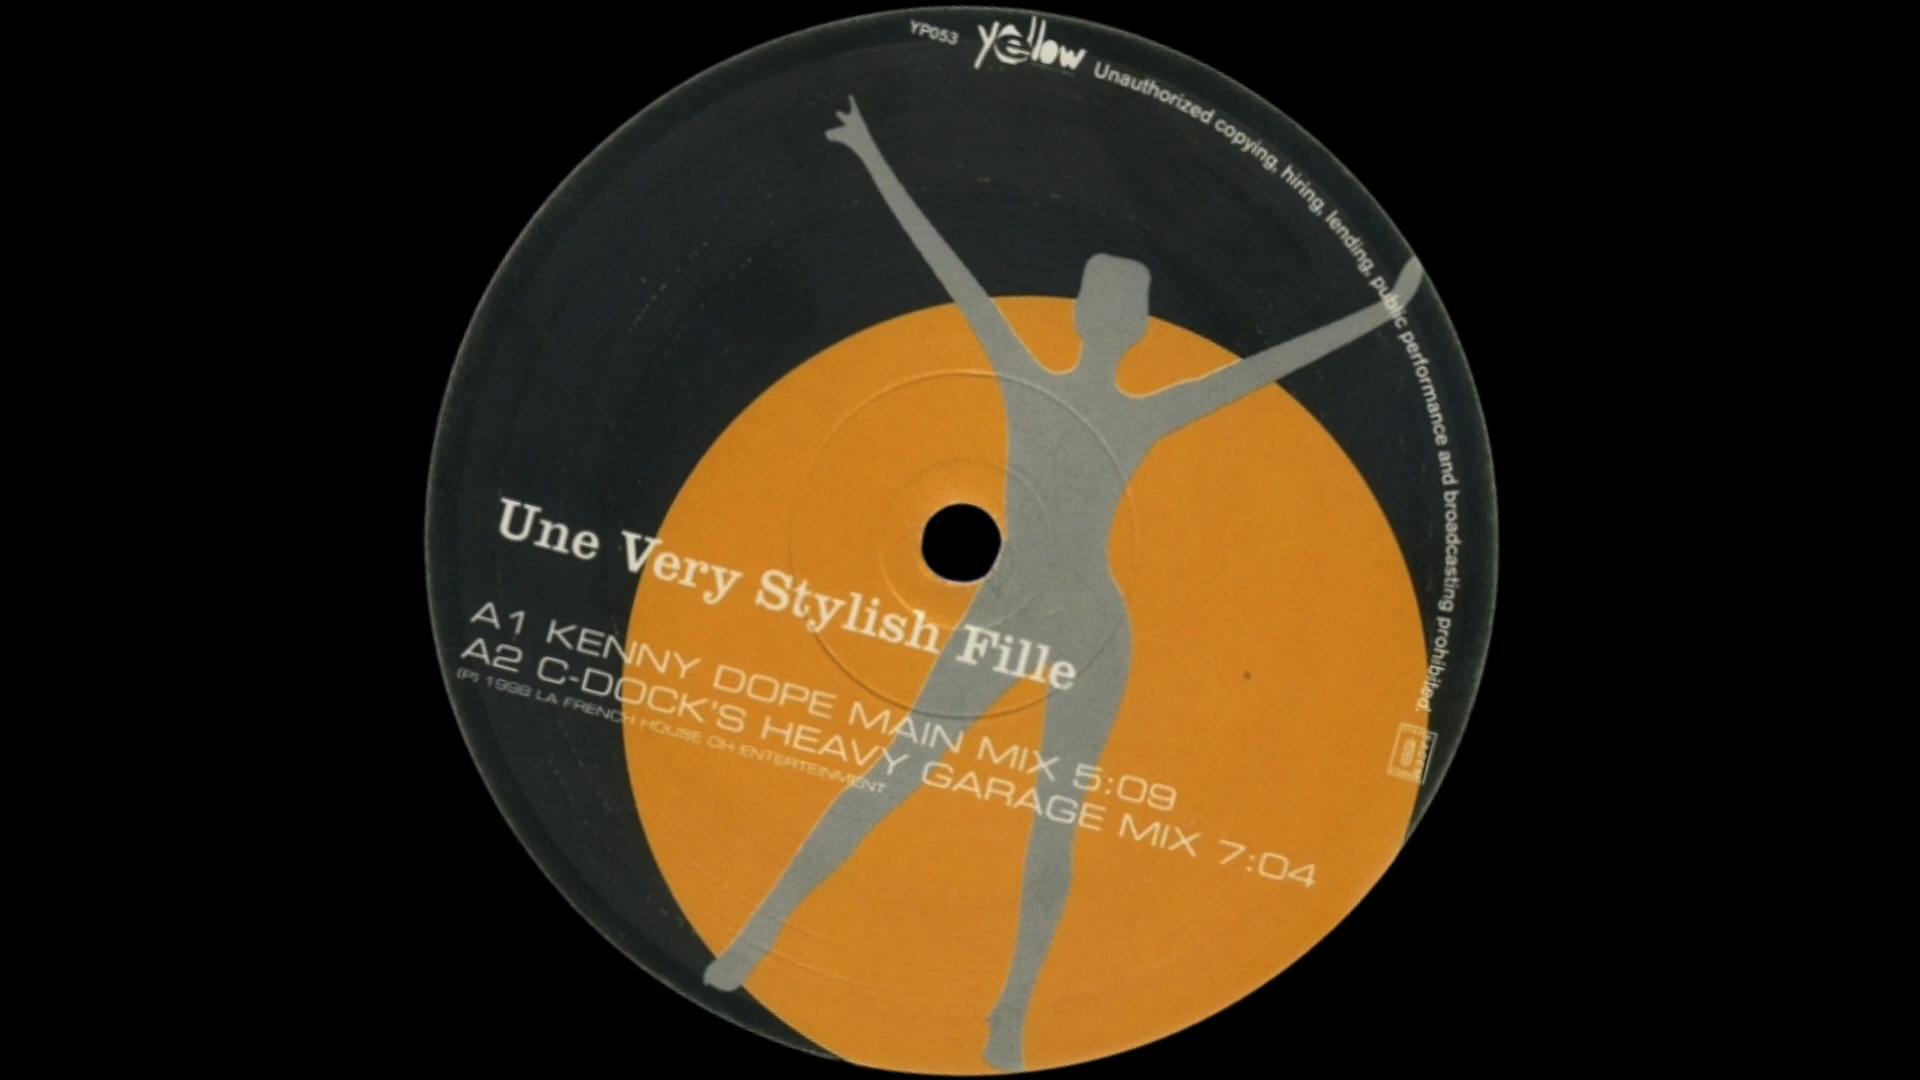 YP053 yellow Unauthorized copying, hiring, lending, public performance and broadcasting prohibited.
Une Very Stylish Fille
A1 KENNY DOPE MAIN MIX 5:09
A2 C-DOCK'S HEAVY GARAGE MIX 7:04
(P) 1998 LA FRENCH HOUSE OH ENTERTEINMENT